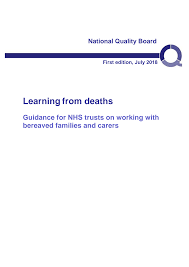 National Quality Board
First edition, July 2018
Learning from deaths
Guidance for NHS trusts on working with
bereaved families and carers